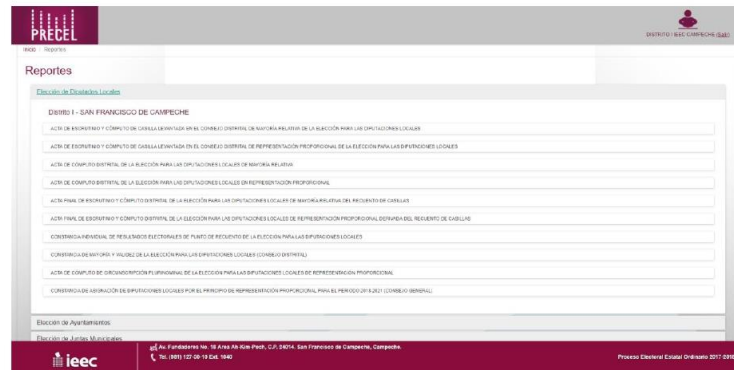 PRECEL
DISTRITO I IEEC CAMPECHE (Salir)
Inicio / Reportes
Reportes
Elección de Diputados Locales
Distrito I - SAN FRANCISCO DE CAMPECHE
ACTA DE ESCRUTINIO Y CÓMPUTO DE CASILLA LEVANTADA EN EL CONSEJO DISTRITAL DE MAYORÍA RELATIVA DE LA ELECCIÓN PARA LAS DIPUTACIONES LOCALES
ACTA DE ESCRUTINIO Y CÓMPUTO DE CASILLA LEVANTADA EN EL CONSEJO DISTRITAL DE REPRESENTACIÓN PROPORCIONAL DE LA ELECCIÓN PARA LAS DIPUTACIONES LOCALES
ACTA DE CÓMPUTO DISTRITAL DE LA ELECCIÓN PARA LAS DIPUTACIONES LOCALES DE MAYORÍA RELATIVA
ACTA DE CÓMPUTO DISTRITAL DE LA ELECCIÓN PARA LAS DIPUTACIONES LOCALES EN REPRESENTACIÓN PROPORCIONAL
ACTA FINAL DE ESCRUTINIO Y CÓMPUTO DISTRITAL DE LA ELECCIÓN PARA LAS DIPUTACIONES LOCALES DE MAYORÍA RELATIVA DEL RECUENTO DE CASILLAS
ACTA FINAL DE ESCRUTINIO Y CÓMPUTO DISTRITAL DE LA ELECCIÓN PARA LAS DIPUTACIONES LOCALES DE REPRESENTACIÓN PROPORCIONAL DERIVADA DEL RECUENTO DE CASILLAS
CONSTANCIA INDIVIDUAL DE RESULTADOS ELECTORALES DE PUNTO DE RECUENTO DE LA ELECCIÓN PARA LAS DIPUTACIONES LOCALES
CONSTANCIA DE MAYORÍA Y VALIDEZ DE LA ELECCIÓN PARA LAS DIPUTACIONES LOCALES (CONSEJO DISTRITAL)
ACTA DE CÓMPUTO DE CIRCUNSCRIPCIÓN PLURINOMINAL DE LA ELECCIÓN PARA LAS DIPUTACIONES LOCALES DE REPRESENTACIÓN PROPORCIONAL
CONSTANCIA DE ASIGNACIÓN DE DIPUTACIONES LOCALES POR EL PRINCIPIO DE REPRESENTACIÓN PROPORCIONAL PARA EL PERIODO 2018-2021 (CONSEJO GENERAL)
Elección de Ayuntamientos
Elección de Juntas Municipales
ieec
Av. Fundadores No. 18 Area Ah-Kim-Pech, C.P. 24014. San Francisco de Campeche, Campeche.
Tel. (981) 127-30-10 Ext. 1040
Proceso Electoral Estatal Ordinario 2017-2018